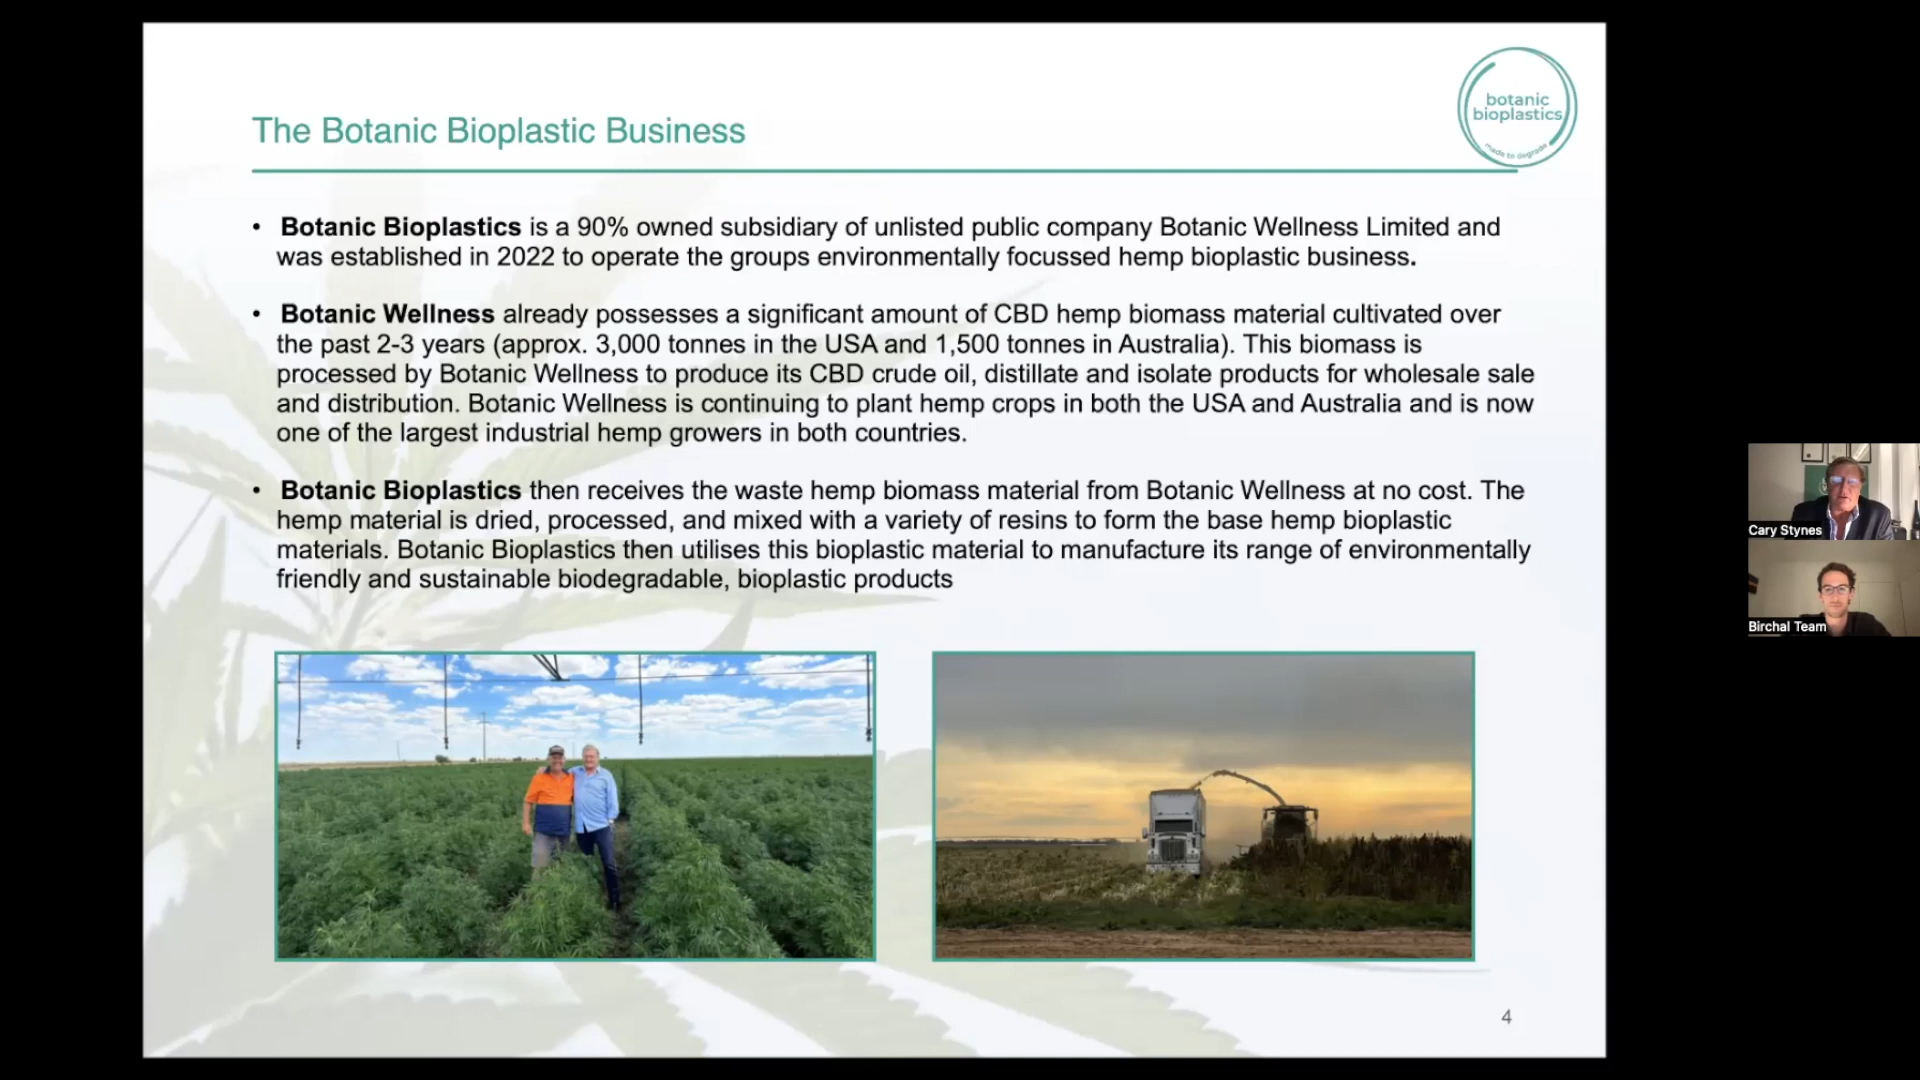 botanic
bioplastics
made to degrade
The Botanic Bioplastic Business
• Botanic Bioplastics is a 90% owned subsidiary of unlisted public company Botanic Wellness Limited and
was established in 2022 to operate the groups environmentally focussed hemp bioplastic business.
• Botanic Wellness already possesses a significant amount of CBD hemp biomass material cultivated over
the past 2-3 years (approx. 3,000 tonnes in the USA and 1,500 tonnes in Australia). This biomass is
processed by Botanic Wellness to produce its CBD crude oil, distillate and isolate products for wholesale sale
and distribution. Botanic Wellness is continuing to plant hemp crops in both the USA and Australia and is now
one of the largest industrial hemp growers in both countries.
• Botanic Bioplastics then receives the waste hemp biomass material from Botanic Wellness at no cost. The
hemp material is dried, processed, and mixed with a variety of resins to form the base hemp bioplastic
materials. Botanic Bioplastics then utilises this bioplastic material to manufacture its range of environmentally
friendly and sustainable biodegradable, bioplastic products
4
Cary Stynes
Birchal Team